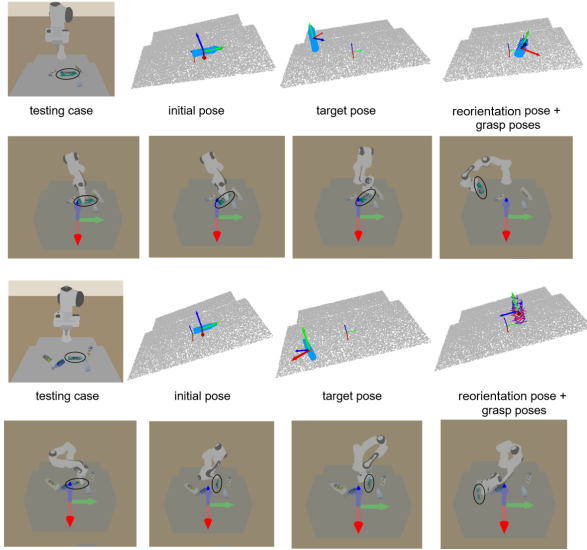 testing case
initial pose
target pose
reorientation pose +
grasp poses
testing case
initial pose
target pose
reorientation pose +
grasp poses